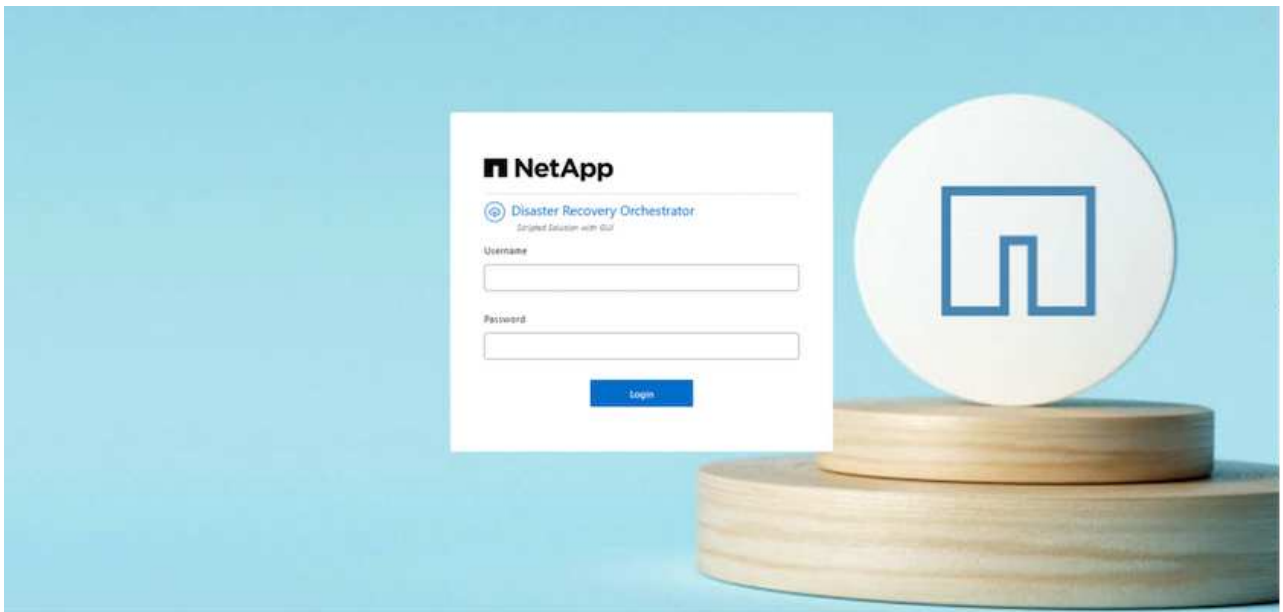 NetApp
Disaster Recovery Orchestrator
Scripted Solution with GUI
Username
Password
Login